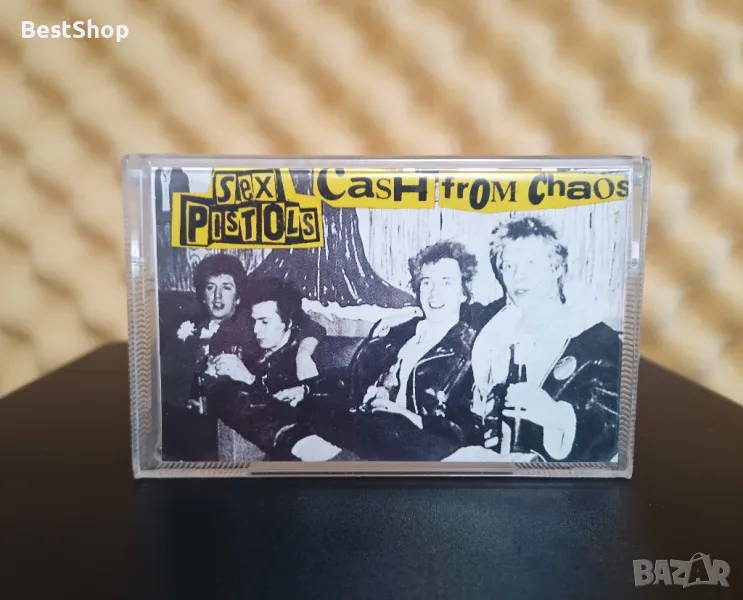 BestShop
Sex CasH froM Chaos
PISTOLS
BAZAR